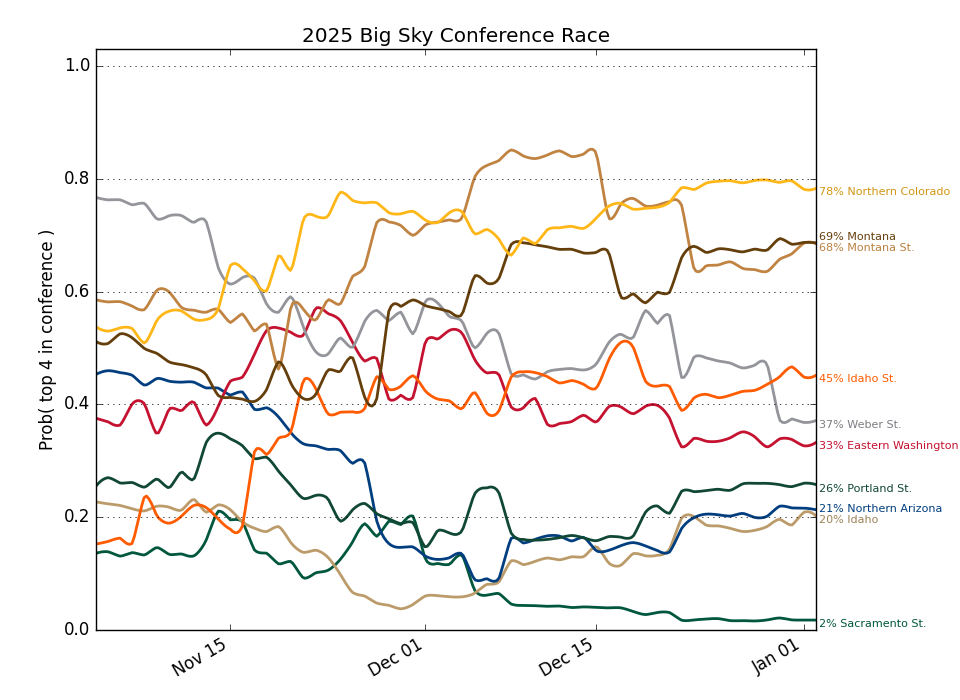 2025 Big Sky Conference Race
Prob( top 4 in conference )
1.0
0.8
0.6
0.4
0.2
0.0
Nov 15
Dec 01
Dec 15
Jan 01
78% Northern Colorado
69% Montana
68% Montana St.
45% Idaho St.
37% Weber St.
33% Eastern Washington
26% Portland St.
21% Northern Arizona
20% Idaho
2% Sacramento St.